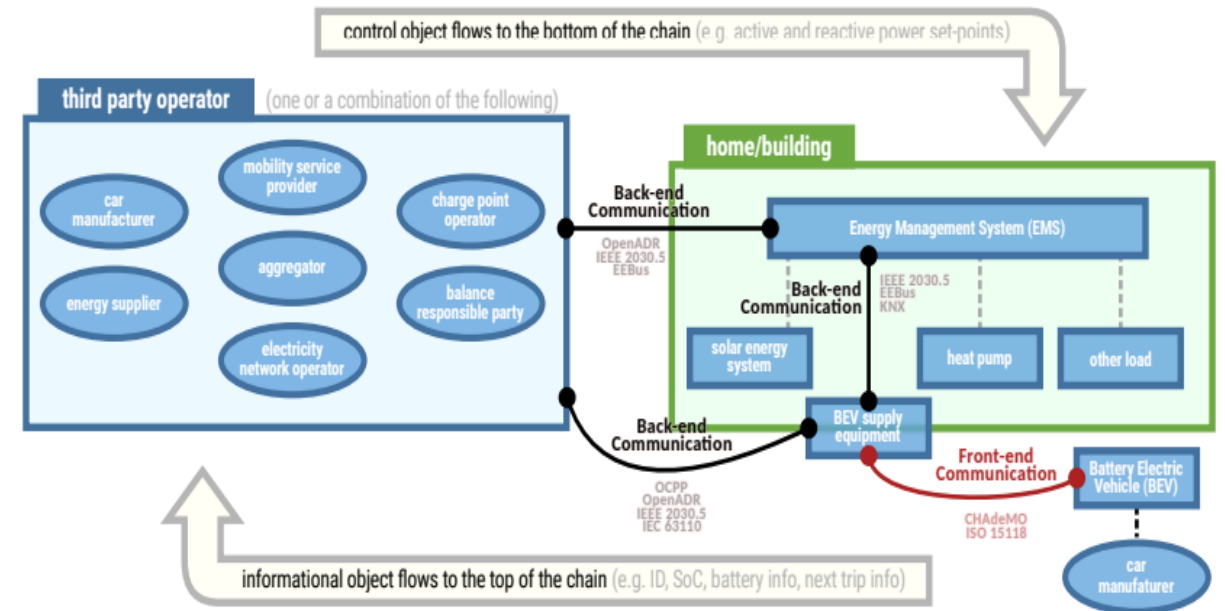 control object flows to the bottom of the chain (e.g. active and reactive power set-points)
third party operator (one or a combination of the following)
mobility service
provider
car
manufacturer
charge point
operator
aggregator
energy supplier
balance
responsible party
electricity
network operator
home/building
Back-end
Communication
OpenADR
IEEE 2030.5
EEBus
Energy Management System (EMS)
Back-end
Communication
IEEE 2030.5
EEBus
KNX
solar energy
system
heat pump
other load
BEV supply
equipment
Back-end
Communication
OCPP
OpenADR
IEEE 2030.5
IEC 63110
Front-end
Communication
CHAdeMO
ISO 15118
Battery Electric
Vehicle (BEV)
car
manufaturer
informational object flows to the top of the chain (e.g. ID, SoC, battery info, next trip info)